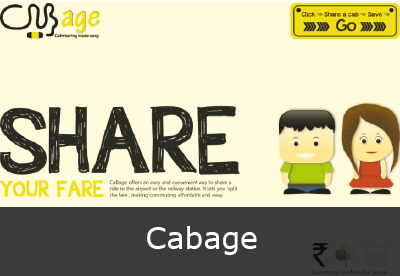 CaBage
Cabsharing made easy
Click -> Share a cab -> Save ->
Go
SHARE
YOUR FARE
CaBage offers an easy and convenient way to share a
ride to the airport or the railway station. It lets you 'split
the fare', making commuting affordable and easy.
Cabage
₹